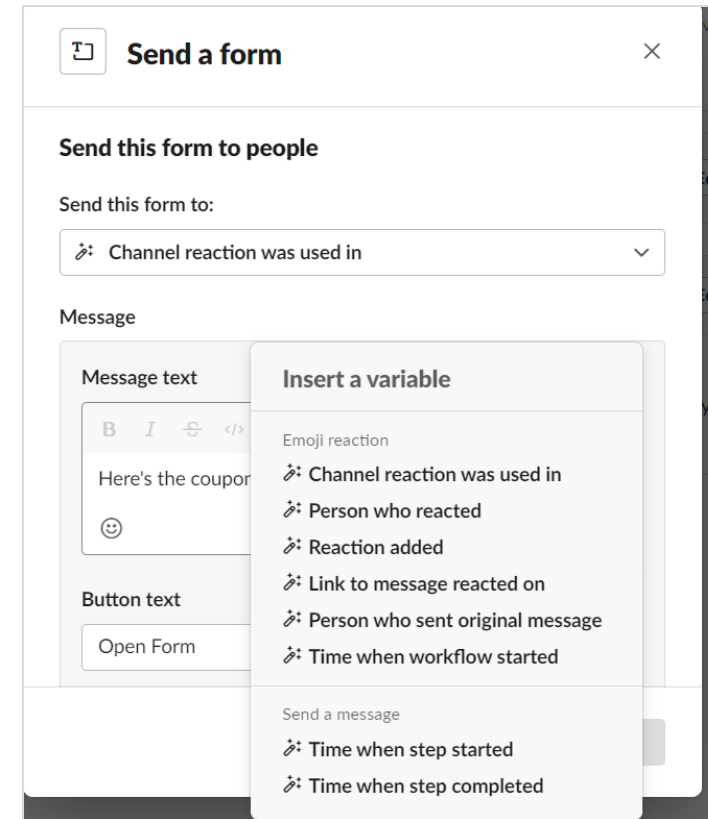 Send a form
Send this form to people
Send this form to:
Channel reaction was used in
Message
Message text
B I S </>
Here's the coupon
Button text
Open Form
Insert a variable
Emoji reaction
Channel reaction was used in
Person who reacted
Reaction added
Link to message reacted on
Person who sent original message
Time when workflow started
Send a message
Time when step started
Time when step completed